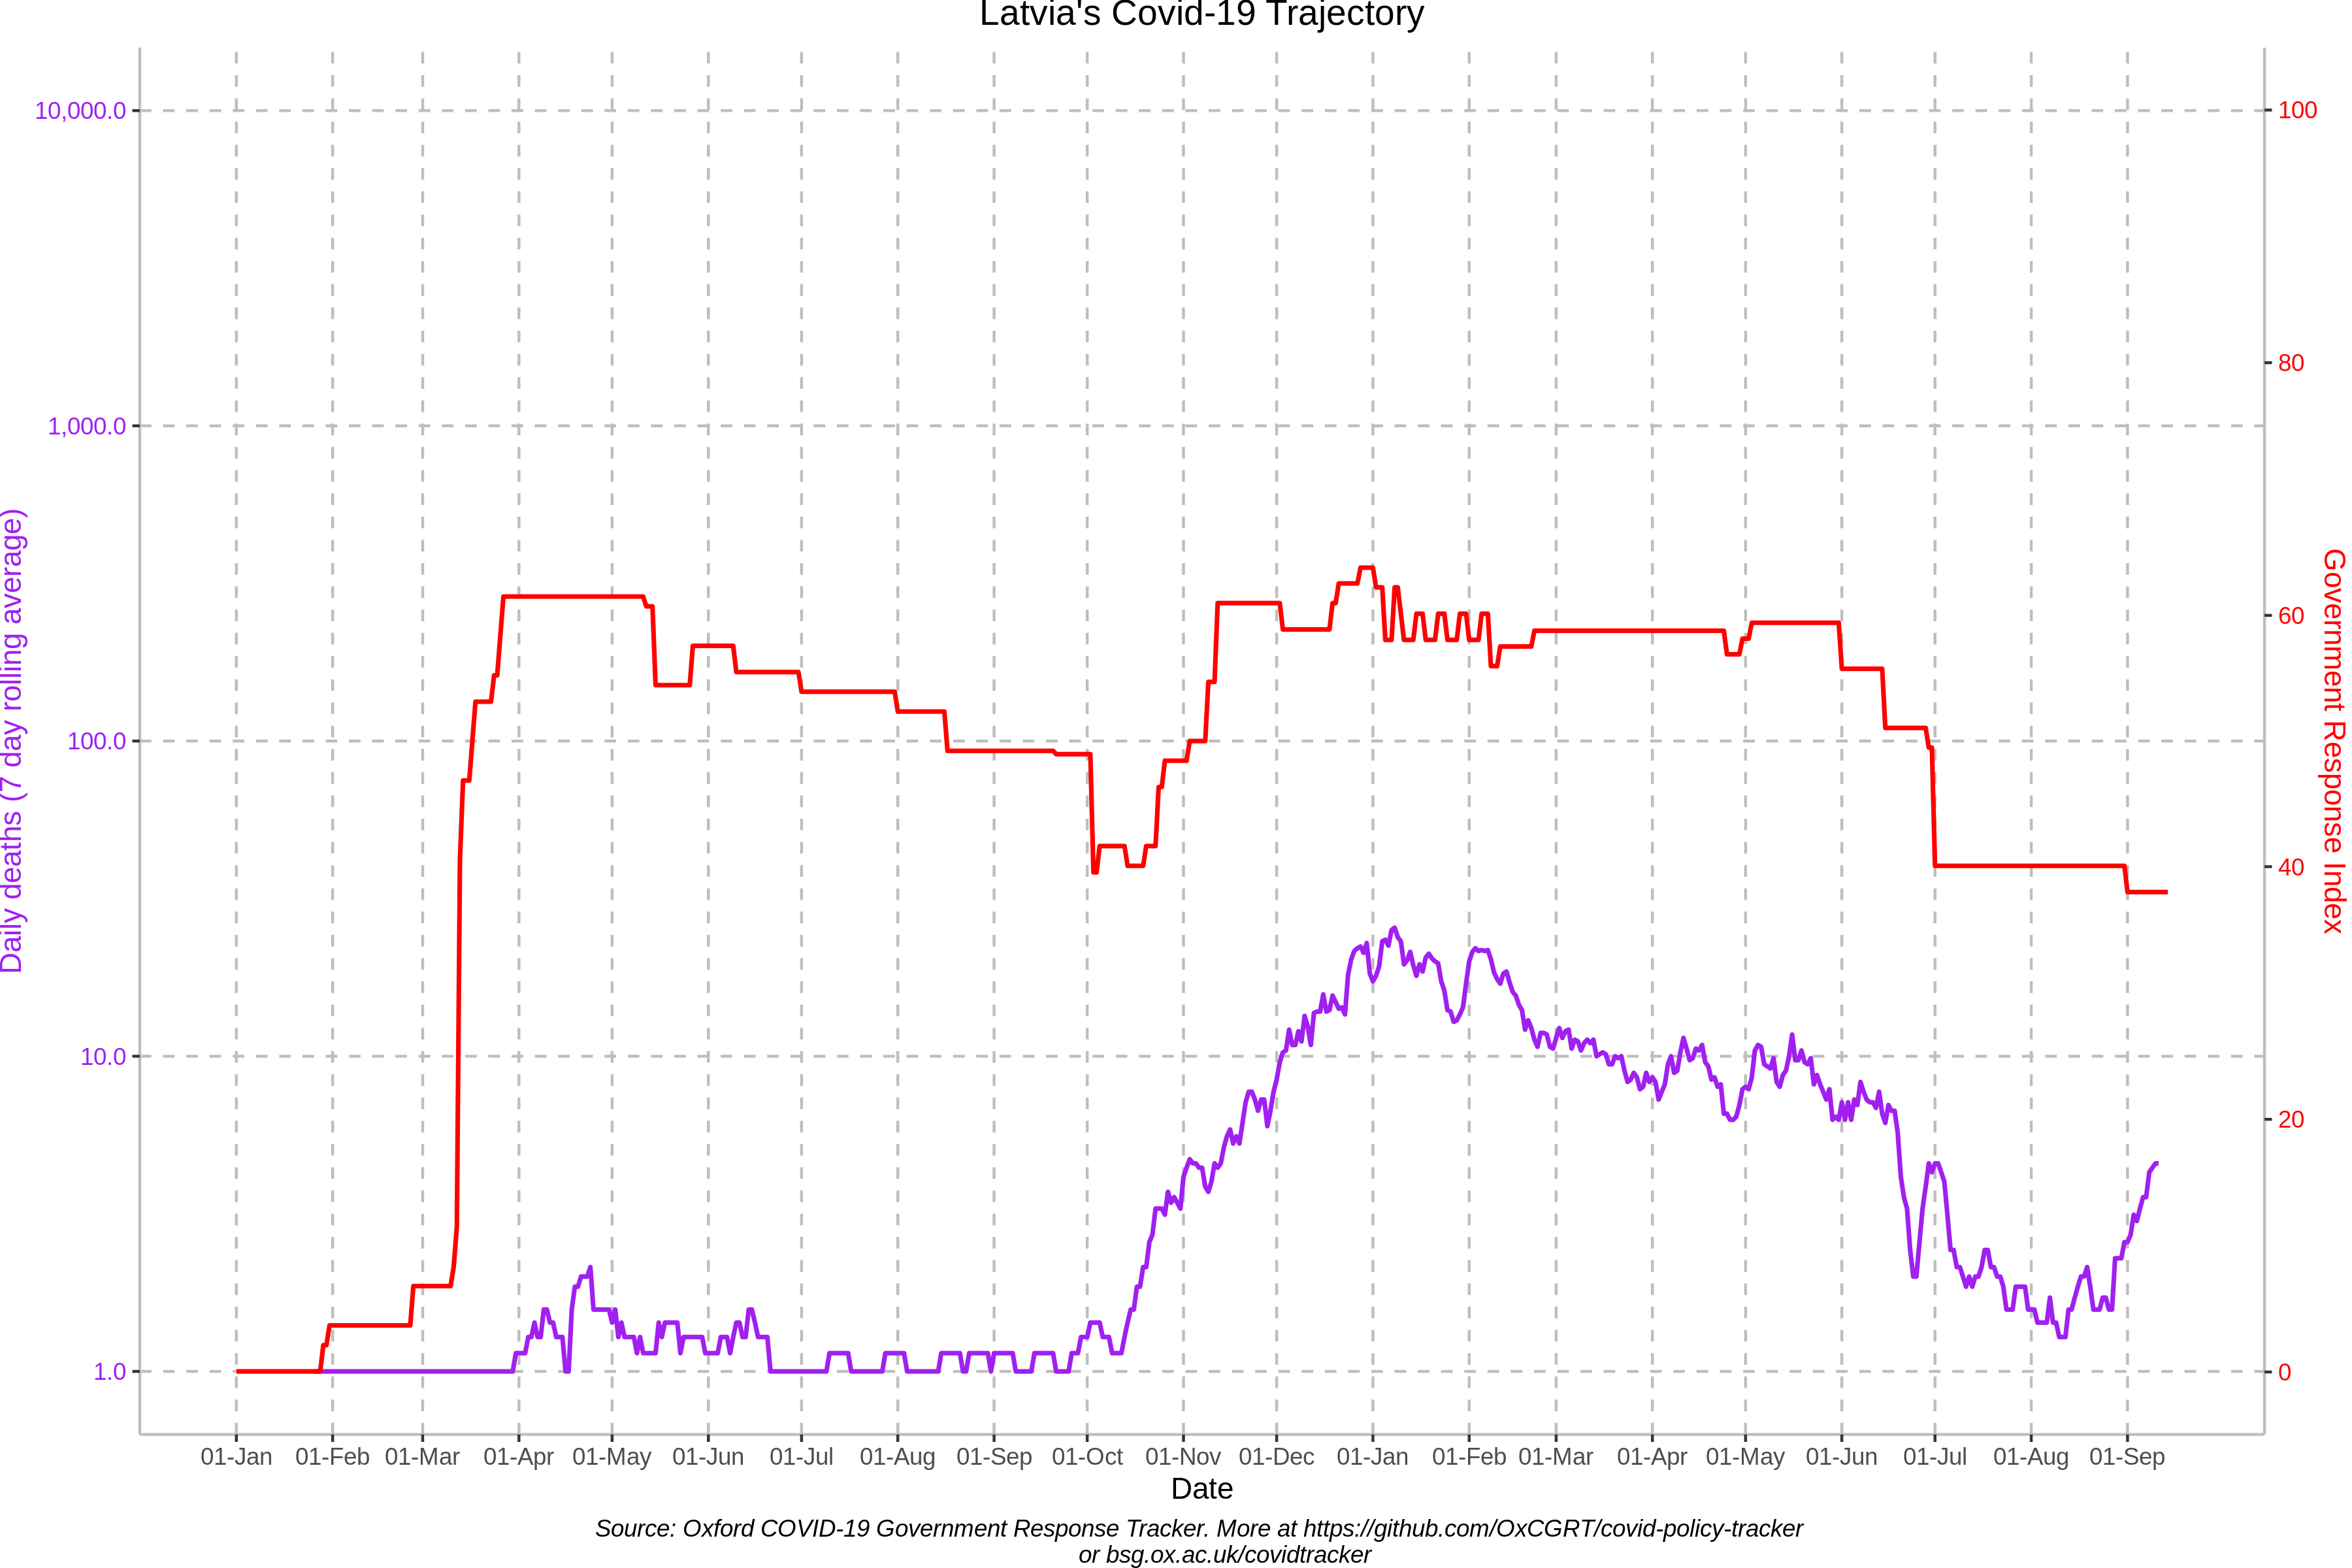 Latvia's Covid-19 Trajectory
10,000.0
1,000.0
100.0
10.0
1.0
Daily deaths (7 day rolling average)
100
80
60
40
20
0
Government Response Index
01-Jan 01-Feb 01-Mar 01-Apr 01-May 01-Jun 01-Jul 01-Aug 01-Sep 01-Oct 01-Nov 01-Dec 01-Jan 01-Feb 01-Mar 01-Apr 01-May 01-Jun 01-Jul 01-Aug 01-Sep
Date
Source: Oxford COVID-19 Government Response Tracker. More at https://github.com/OxCGRT/covid-policy-tracker
or bsg.ox.ac.uk/covidtracker